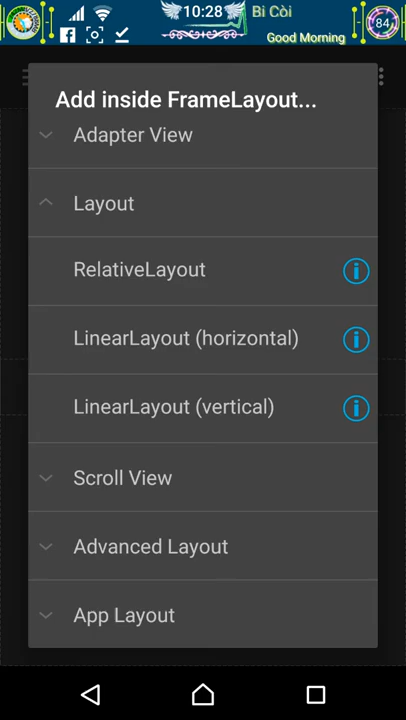 10:28
Bi Còi
84
Good Morning
Add inside FrameLayout...
Adapter View
Layout
RelativeLayout
LinearLayout (horizontal)
LinearLayout (vertical)
Scroll View
Advanced Layout
App Layout